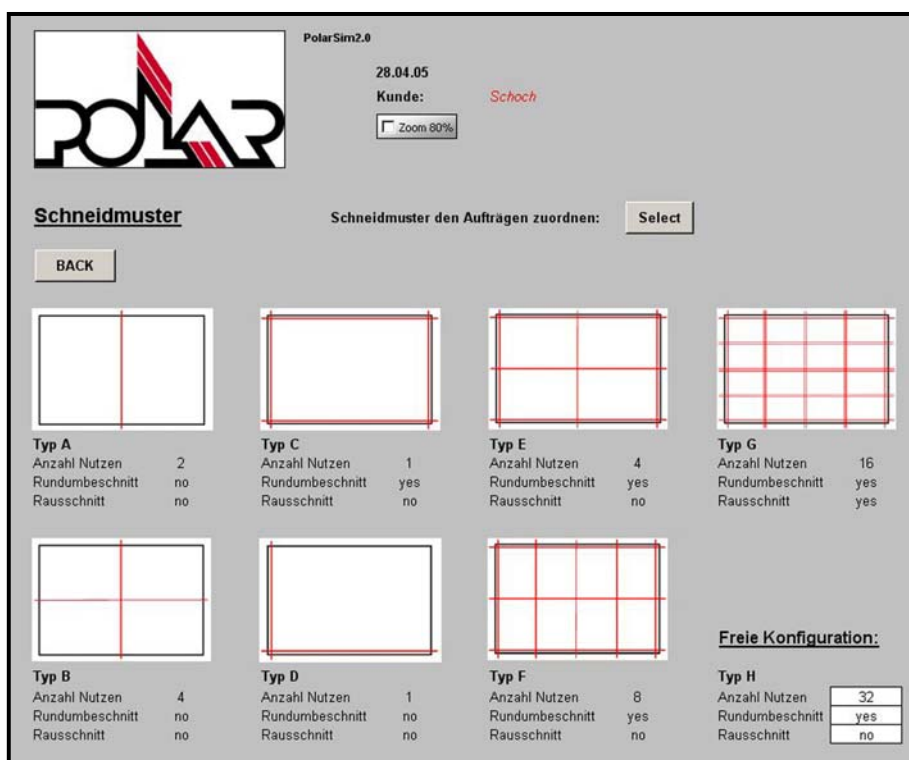 POLAR
PolarSim2.0
28.04.05
Kunde: Schoch
Zoom 80%
Schneidmuster
Schneidmuster den Aufträgen zuordnen: Select
BACK
Typ A
Anzahl Nutzen 2
Rundumbeschnitt no
Rausschnitt no
Typ C
Anzahl Nutzen 1
Rundumbeschnitt yes
Rausschnitt no
Typ E
Anzahl Nutzen 4
Rundumbeschnitt yes
Rausschnitt no
Typ G
Anzahl Nutzen 16
Rundumbeschnitt yes
Rausschnitt yes
Typ B
Anzahl Nutzen 4
Rundumbeschnitt no
Rausschnitt no
Typ D
Anzahl Nutzen 1
Rundumbeschnitt no
Rausschnitt no
Typ F
Anzahl Nutzen 8
Rundumbeschnitt yes
Rausschnitt no
Freie Konfiguration:
Typ H
Anzahl Nutzen 32
Rundumbeschnitt yes
Rausschnitt no